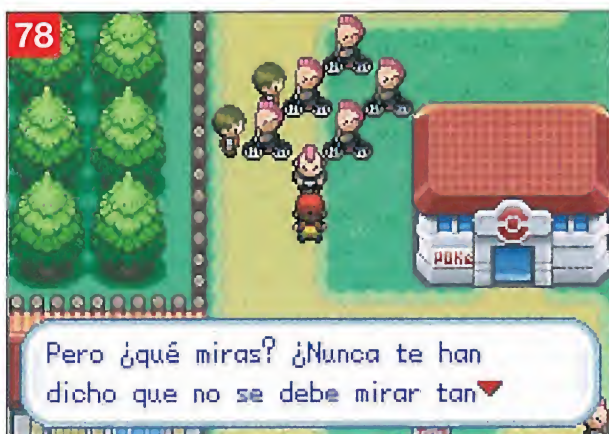 78
POKé
Pero ¿qué miras? ¿Nunca te han
dicho que no se debe mirar tan